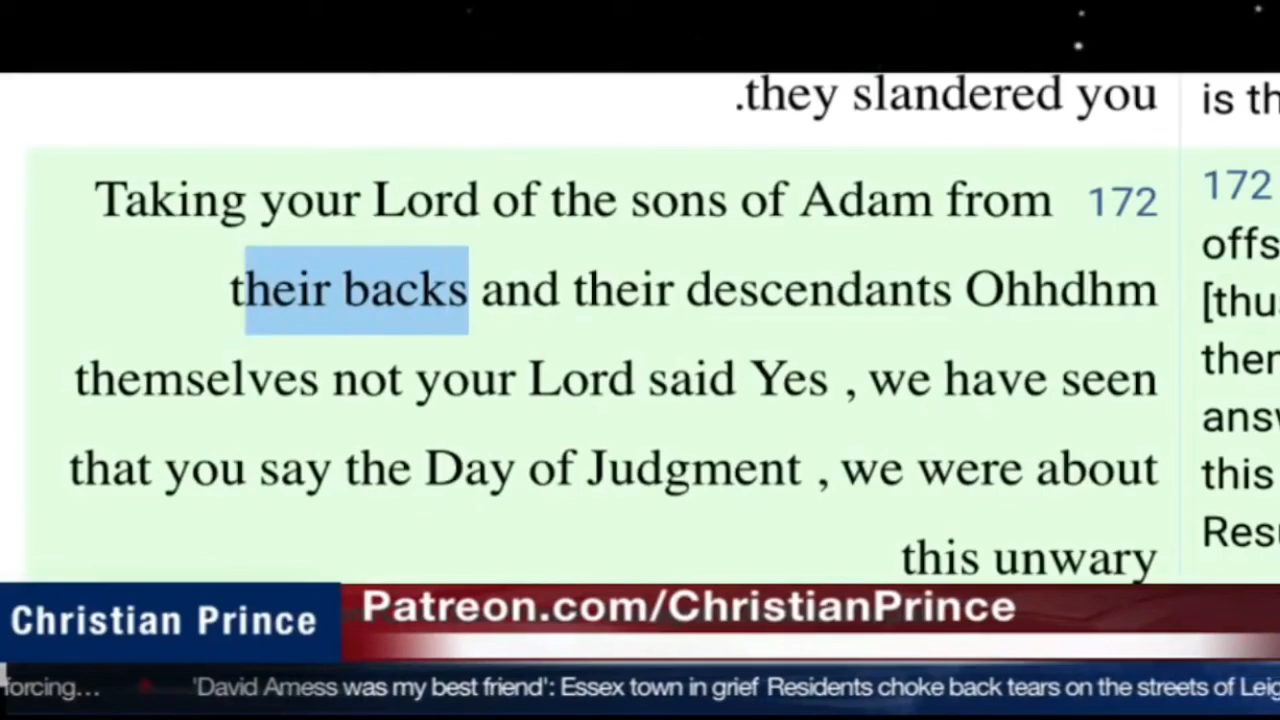 .they slandered you
172 Taking your Lord of the sons of Adam from
their backs and their descendants Ohhdhm
themselves not your Lord said Yes , we have seen
that you say the Day of Judgment , we were about
this unwary
is th
172
offs
[thu
then
answ
this
Resu
Christian Prince
Patreon.com/ChristianPrince
forcing... 'David Amess was my best friend': Essex town in grief Residents choke back tears on the streets of Leig